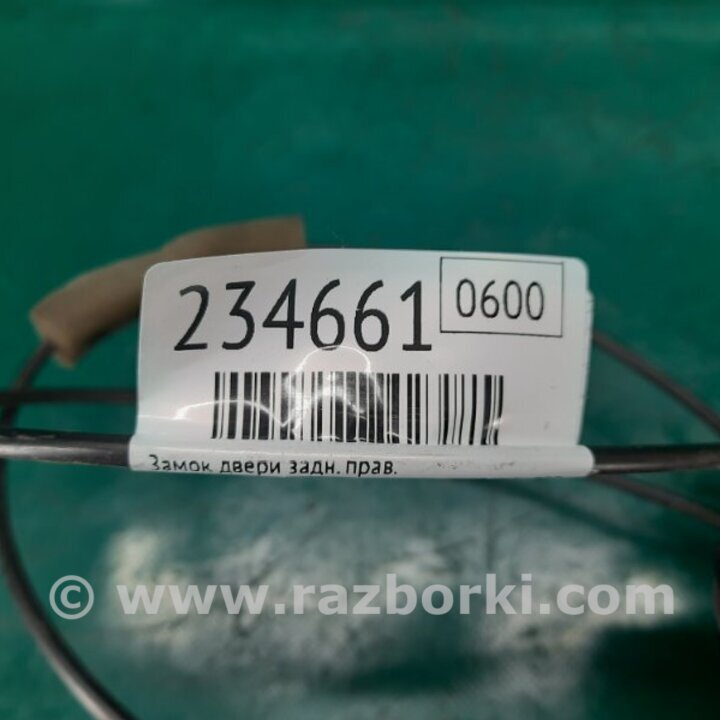 234661
0600
Замок двери задн. прав.
© www.razborki.com